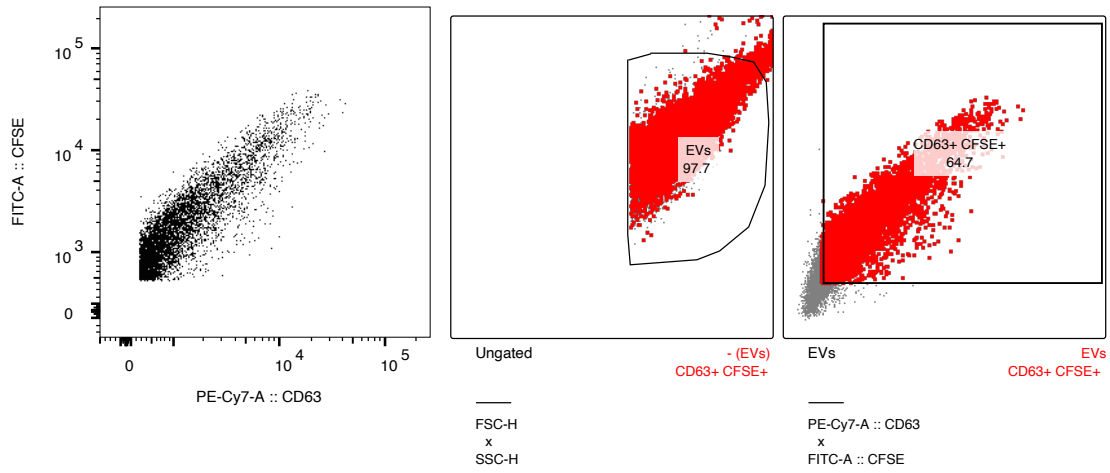 10^5
10^4
10^3
0
FITC-A :: CFSE
0
10^4
10^5
PE-Cy7-A :: CD63
EVs
97.7
Ungated
- (EVs)
CD63+ CFSE+
FSC-H
x
SSC-H
CD63+ CFSE+
64.7
EVs
EVs
CD63+ CFSE+
PE-Cy7-A :: CD63
x
FITC-A :: CFSE